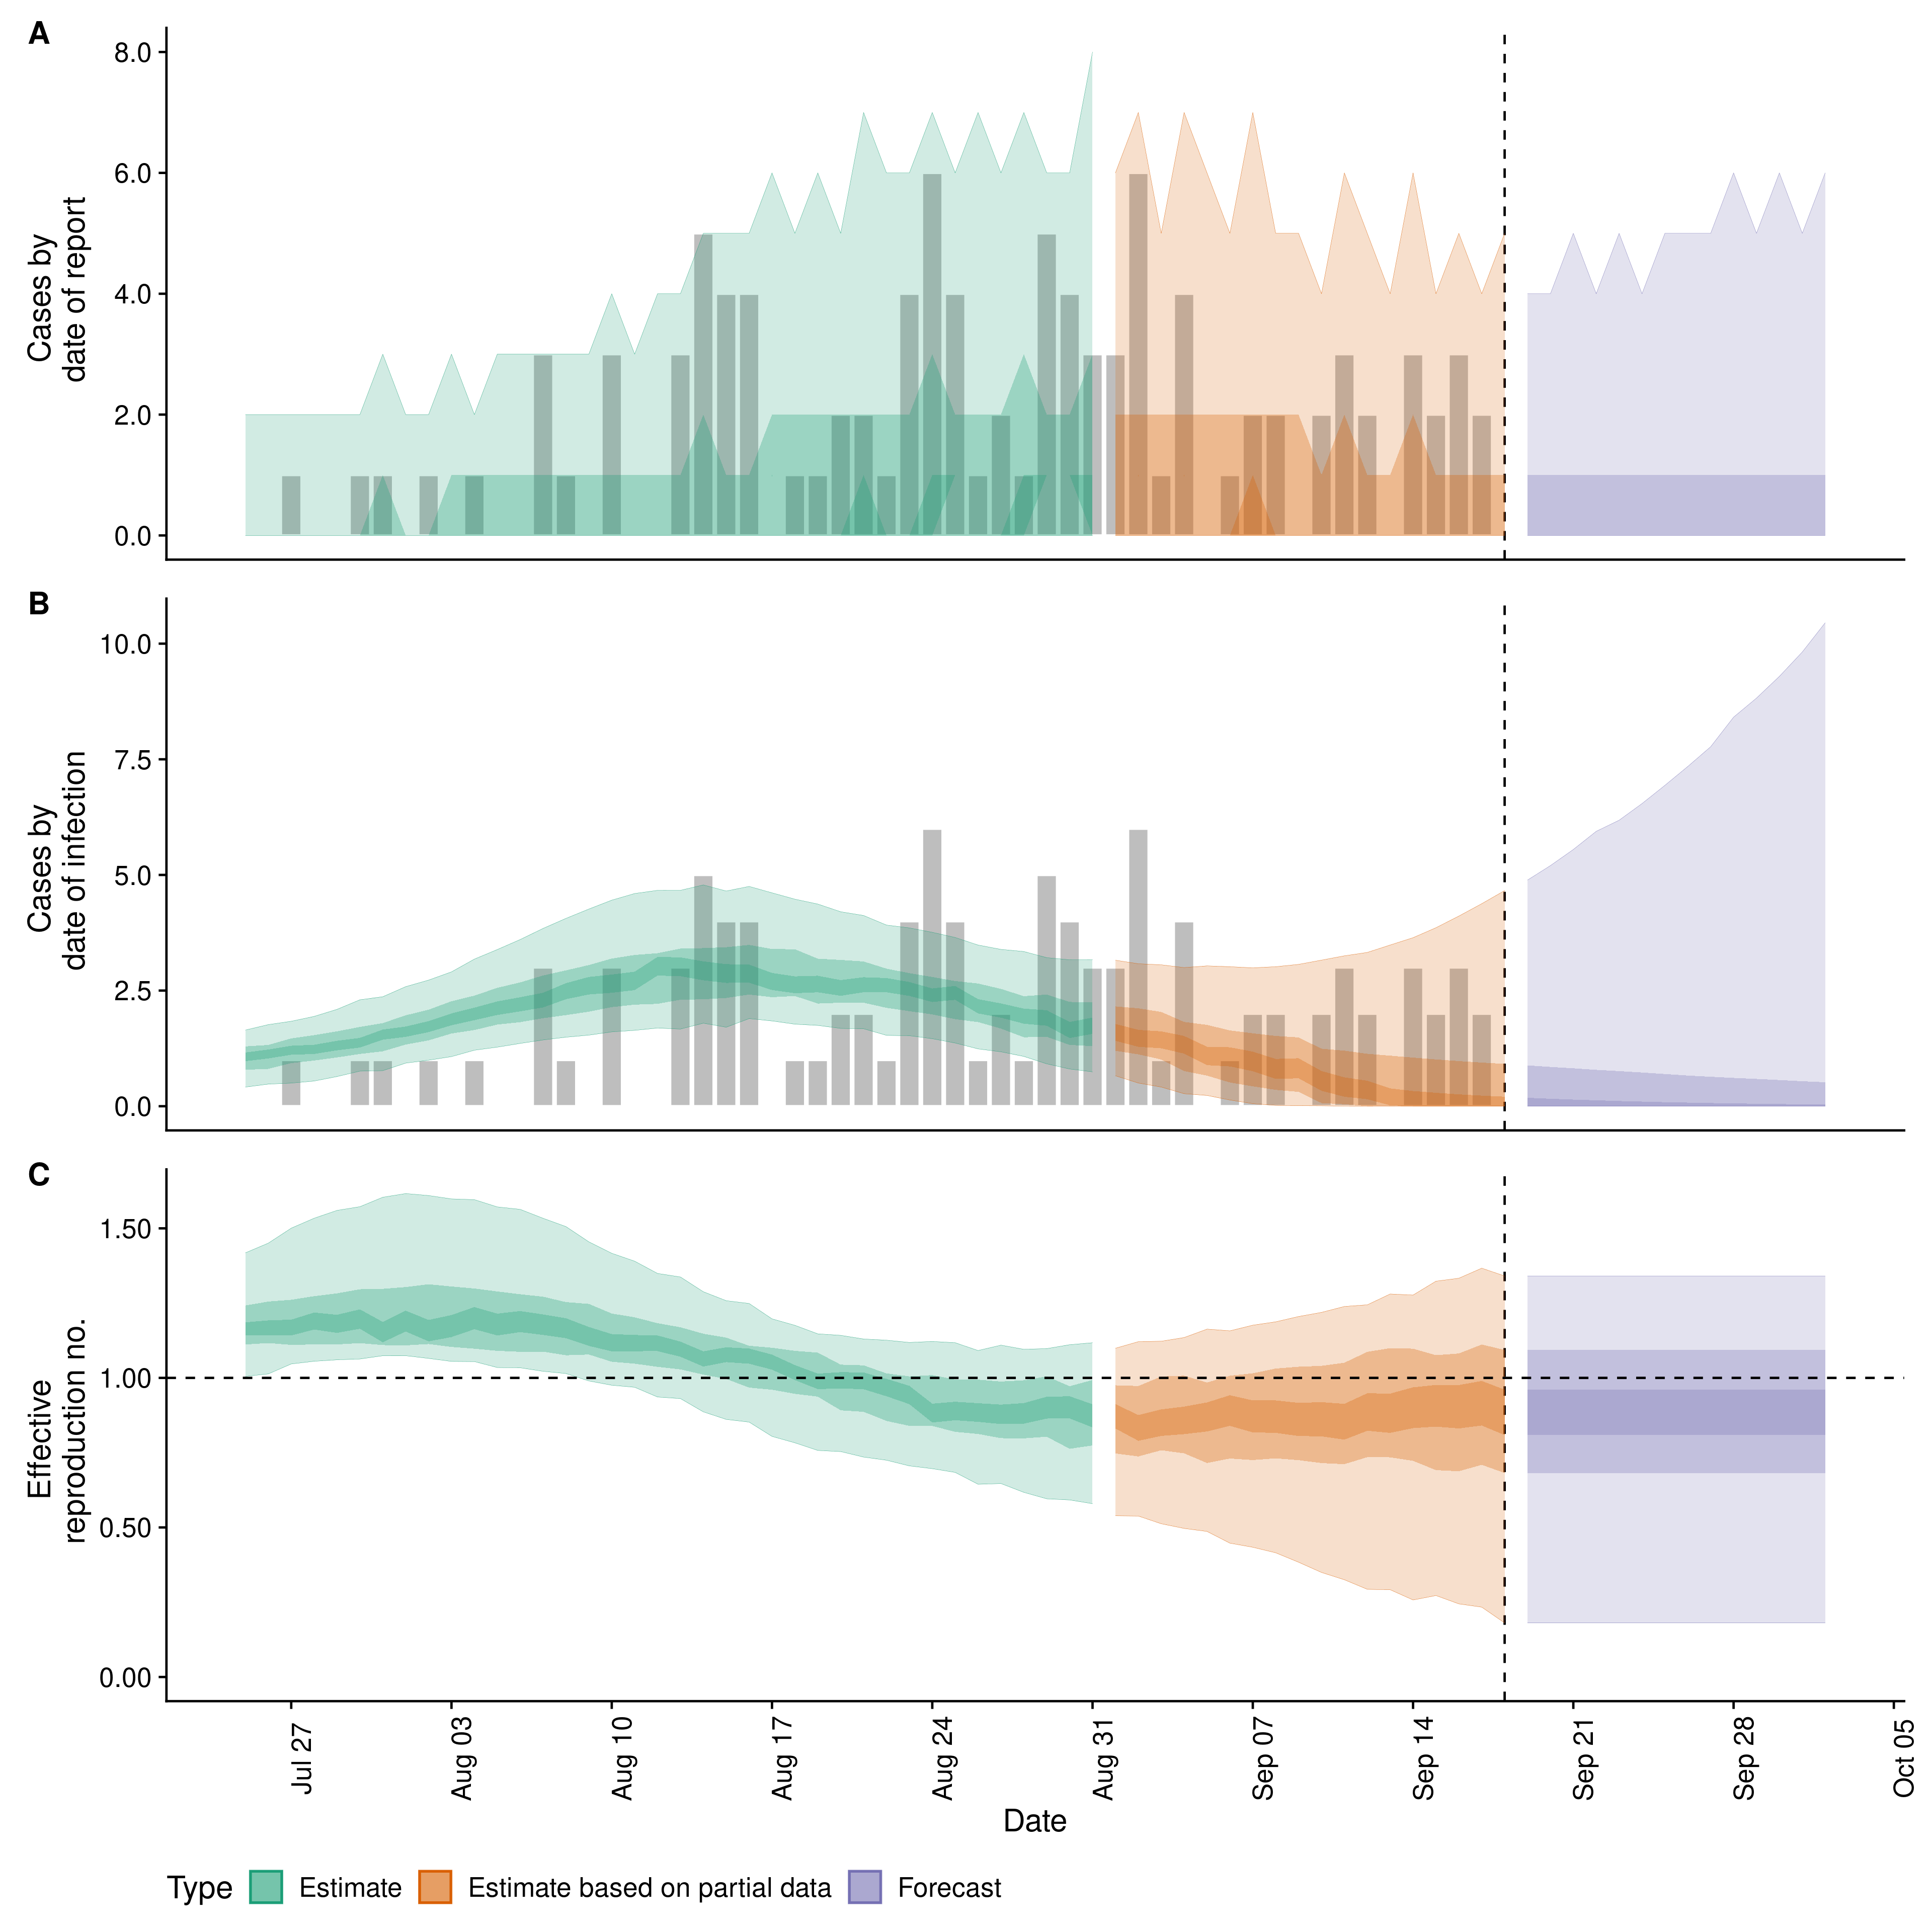 A
8.0
6.0
4.0
2.0
0.0
Cases by
date of report
B
10.0
7.5
5.0
2.5
0.0
Cases by
date of infection
C
1.50
1.00
0.50
0.00
Effective
reproduction no.
Jul 27
Aug 03
Aug 10
Aug 17
Aug 24
Aug 31
Sep 07
Sep 14
Sep 21
Sep 28
Oct 05
Date
Type Estimate Estimate based on partial data Forecast